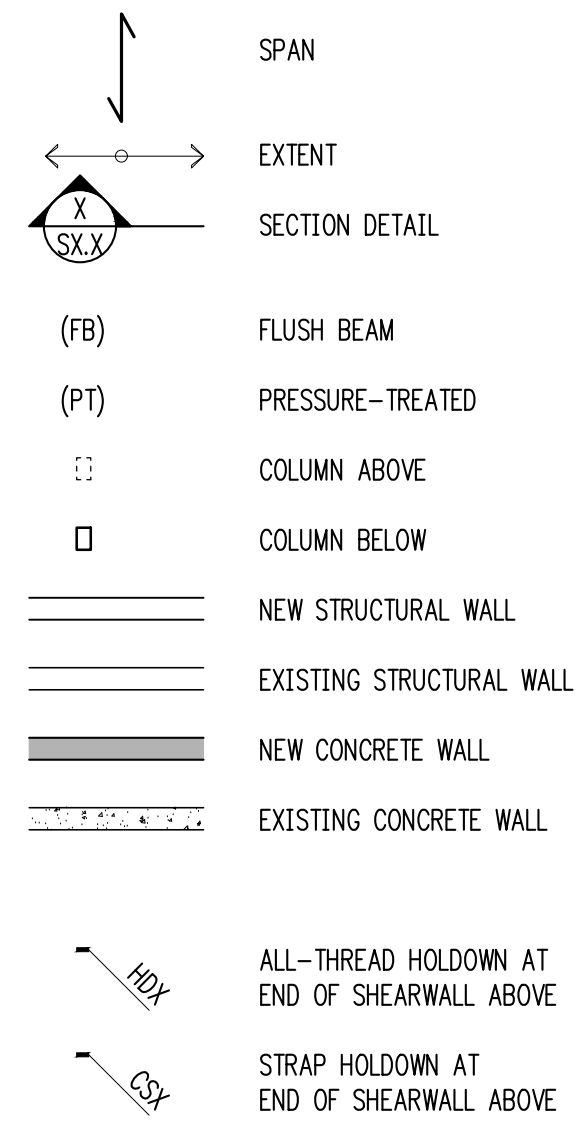 SPAN
EXTENT
X
SX.X
SECTION DETAIL
(FB) FLUSH BEAM
(PT) PRESSURE-TREATED
COLUMN ABOVE
COLUMN BELOW
NEW STRUCTURAL WALL
EXISTING STRUCTURAL WALL
NEW CONCRETE WALL
EXISTING CONCRETE WALL
HDX
ALL-THREAD HOLDOWN AT
END OF SHEARWALL ABOVE
CSX
STRAP HOLDOWN AT
END OF SHEARWALL ABOVE